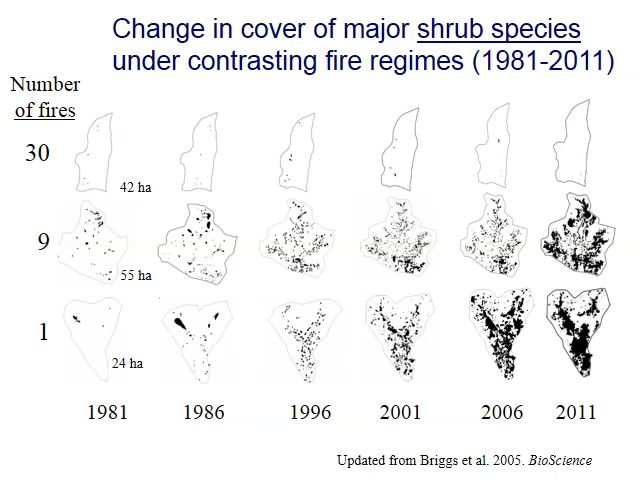 Change in cover of major shrub species
under contrasting fire regimes (1981-2011)
Number
of fires
30
42 ha
9
55 ha
1
24 ha
1981 1986 1996 2001 2006 2011
Updated from Briggs et al. 2005. BioScience